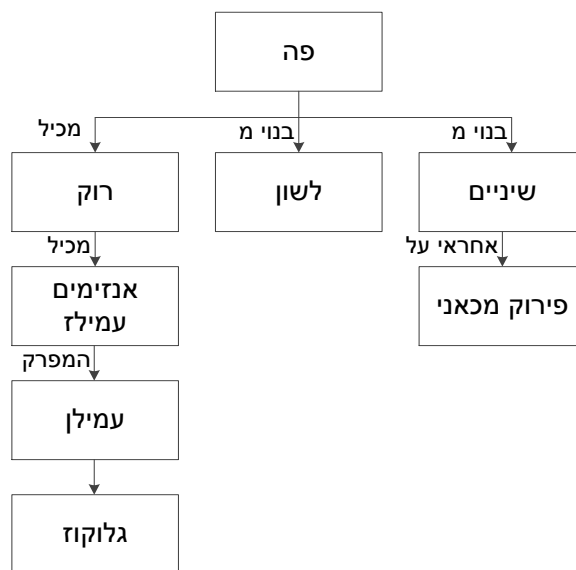 פה
בנוי מ
בנוי מ
מכיל
שיניים
לשון
רוק
אחראי על
מכיל
פירוק מכאני
אנזימים
עמילז
המפרק
עמילן
גלוקוז